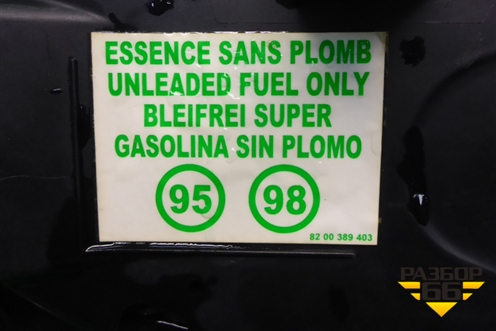 ESSENCE SANS PLOMB
UNLEADED FUEL ONLY
BLEIFREI SUPER
GASOLINA SIN PLOMO
95 98
82 00 389 403
РАЗБОР
66